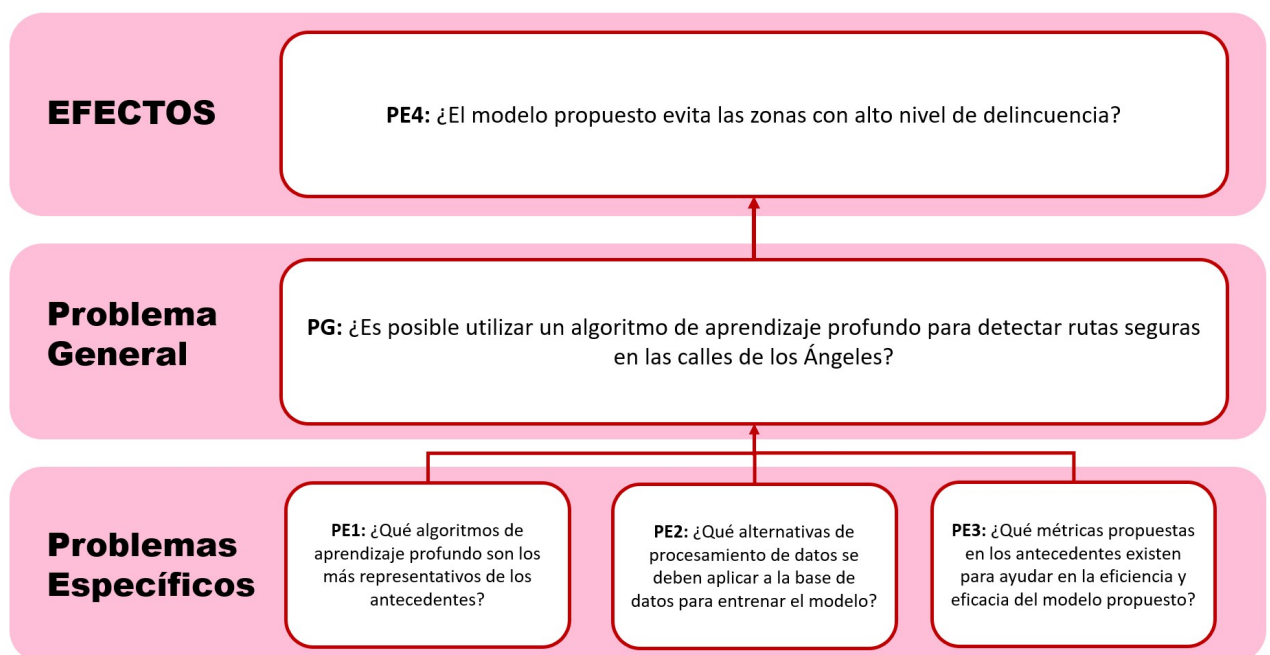 EFECTOS
PE4: ¿El modelo propuesto evita las zonas con alto nivel de delincuencia?
Problema
General
PG: ¿Es posible utilizar un algoritmo de aprendizaje profundo para detectar rutas seguras
en las calles de los Ángeles?
Problemas
Específicos
PE1: ¿Qué algoritmos de
aprendizaje profundo son los
más representativos de los
antecedentes?
PE2: ¿Qué alternativas de
procesamiento de datos se
deben aplicar a la base de
datos para entrenar el modelo?
PE3: ¿Qué métricas propuestas
en los antecedentes existen
para ayudar en la eficiencia y
eficacia del modelo propuesto?